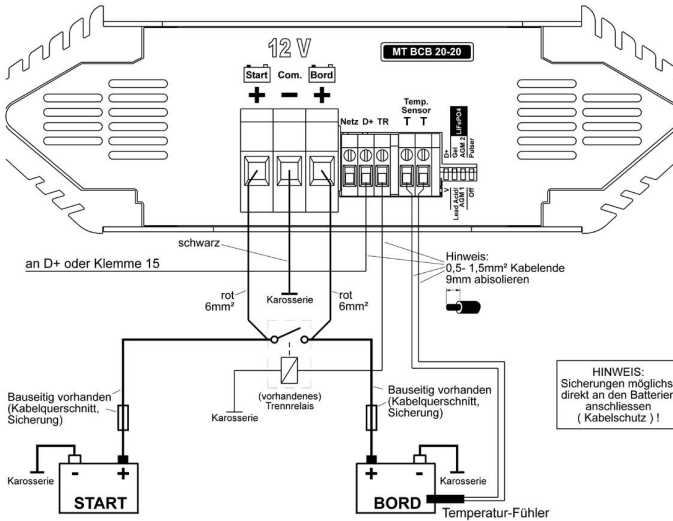 12 V
MT BCB 20-20
Start Com. Bord
+ − +
Netz D+ TR
Temp.
Sensor
T T
D+
Gel
AGM 2
LiFePO4
Pulser
V
Lead Acid/
AGM 1
Off
schwarz
an D+ oder Klemme 15
Hinweis:
0,5- 1,5mm² Kabelende
9mm abisolieren
rot
6mm²
Karosserie
rot
6mm²
HINWEIS:
Sicherungen möglichs
direkt an den Batterien
anschliessen
( Kabelschutz ) !
Bauseitig vorhanden
(Kabelquerschnitt,
Sicherung)
Karosserie
(vorhandenes)
Trennrelais
Bauseitig vorhanden
(Kabelquerschnitt,
Sicherung)
Karosserie
- +
START
+ -
Karosserie
BORD
Temperatur-Fühler